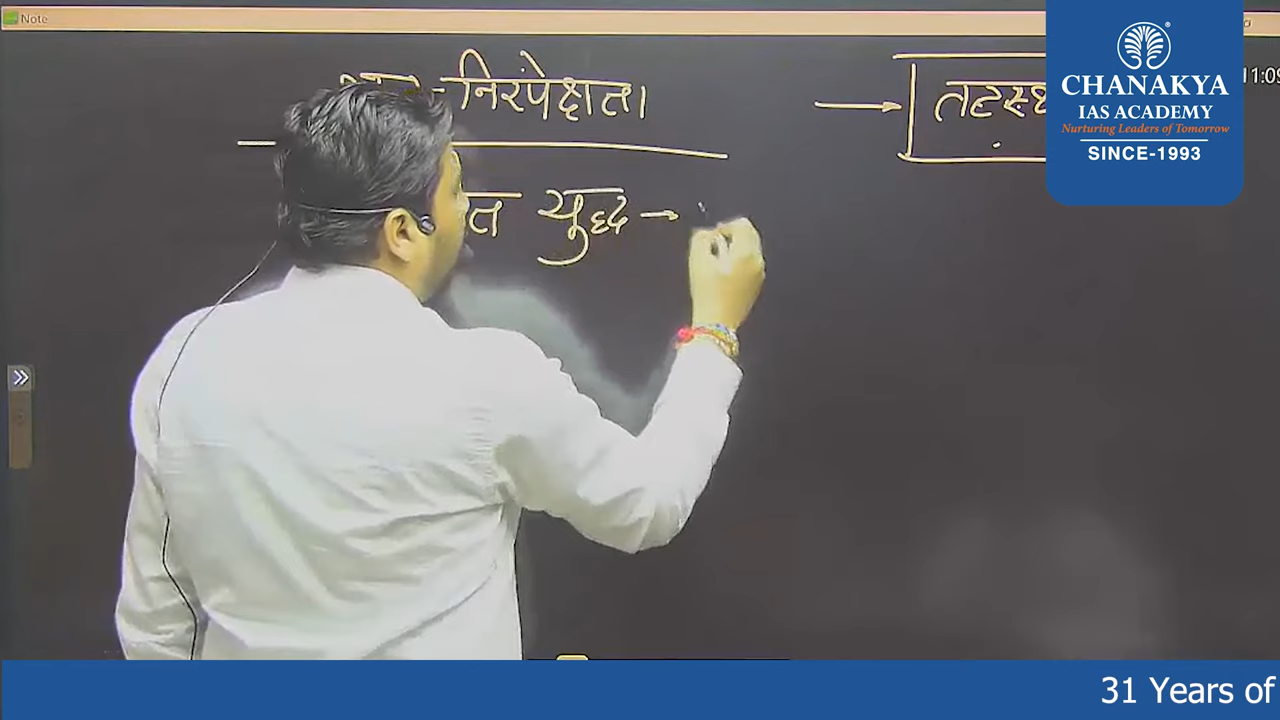 Note
-निरपेक्षता
→ तटस्थ
त युद्ध →
11:09
CHANAKYA
IAS ACADEMY
Nurturing Leaders of Tomorrow
SINCE-1993
31 Years of